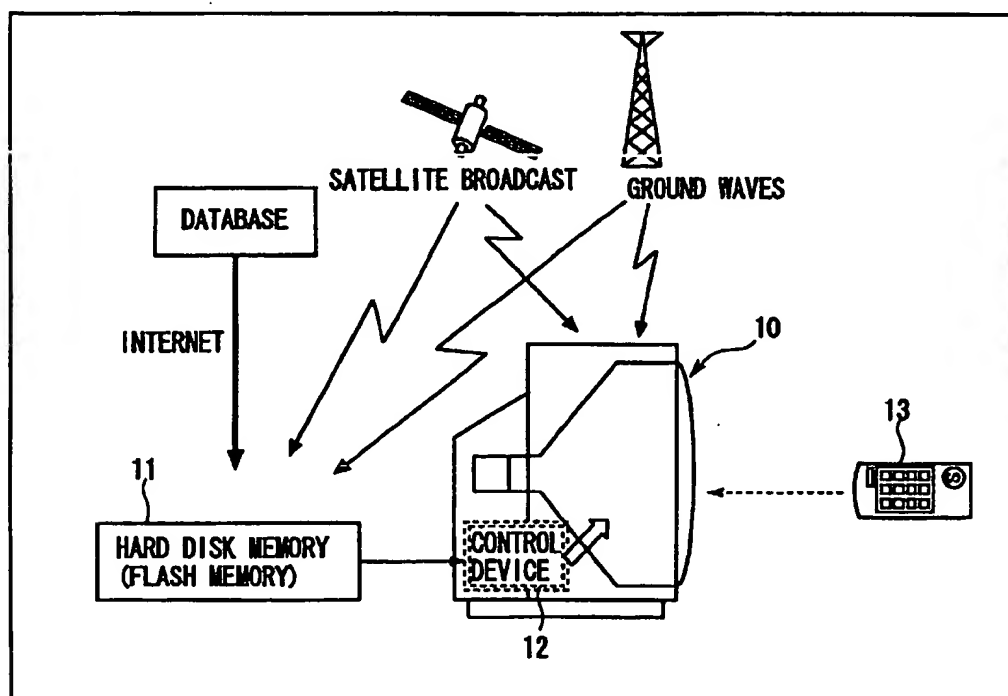 SATELLITE BROADCAST
GROUND WAVES
DATABASE
INTERNET
10
13
S
11
HARD DISK MEMORY
(FLASH MEMORY)
CONTROL
DEVICE
12